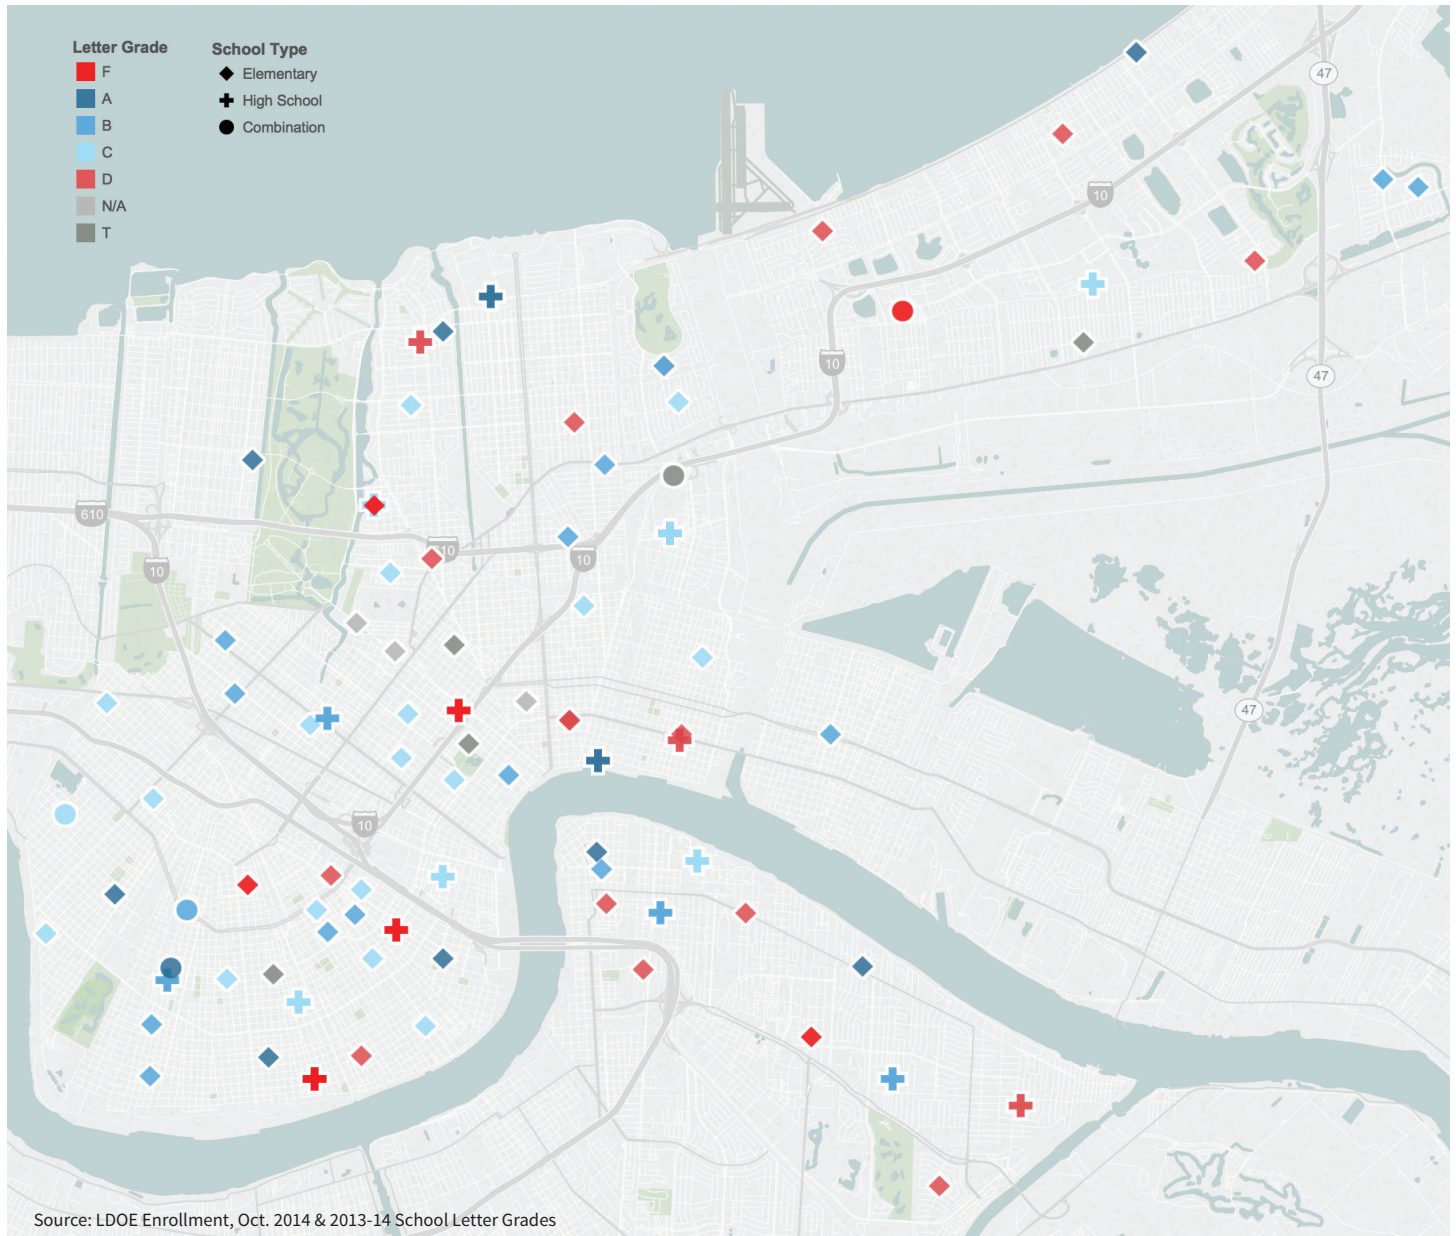 Letter Grade
F
A
B
C
D
N/A
T
School Type
Elementary
High School
Combination
47
10
10
47
610
10
10
10
47
10
Source: LDOE Enrollment, Oct. 2014 & 2013-14 School Letter Grades